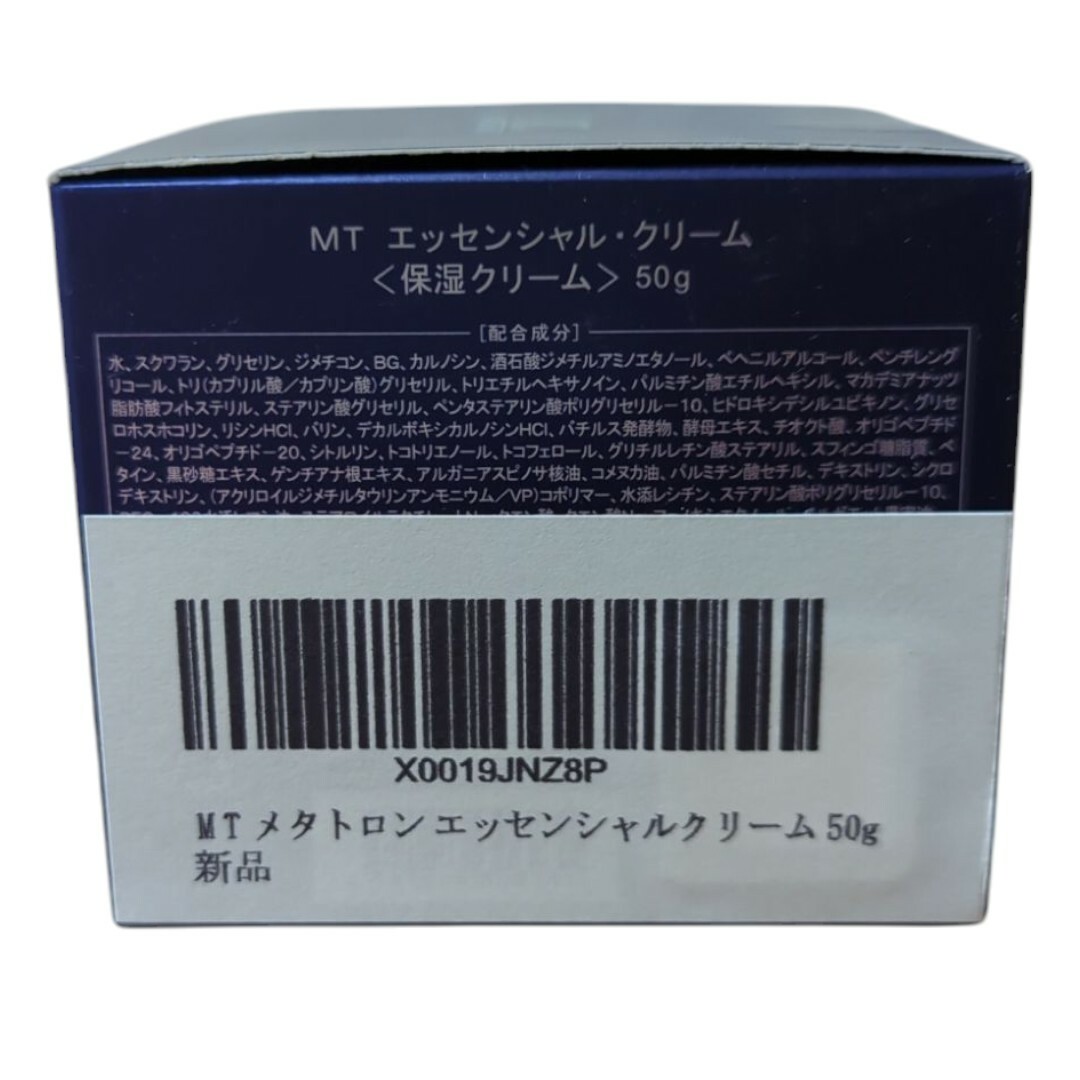 MT エッセンシャル・クリーム
＜保湿クリーム＞ 50g
[配合成分]
水、スクワラン、グリセリン、ジメチコン、BG、カルノシン、酒石酸ジメチルアミノエタノール、ベヘニルアルコール、ペンチレング
リコール、トリ(カプリル酸／カプリン酸)グリセリル、トリエチルヘキサノイン、パルミチン酸エチルヘキシル、マカデミアナッツ
脂肪酸フィトステリル、ステアリン酸グリセリル、ペンタステアリン酸ポリグリセリル－10、ヒドロキシデシルユビキノン、グリセ
ロホスホコリン、リシンHCl、バリン、デカルボキシカルノシンHCl、バチルス発酵物、酵母エキス、チオクト酸、オリゴペプチド
－24、オリゴペプチド－20、シトルリン、トコトリエノール、トコフェロール、グリチルレチン酸ステアリル、スフィンゴ糖脂質、ベ
タイン、黒砂糖エキス、ゲンチアナ根エキス、アルガニアスピノサ核油、コメヌカ油、パルミチン酸セチル、デキストリン、シクロ
デキストリン、(アクリロイルジメチルタウリンアンモニウム／VP)コポリマー、水添レシチン、ステアリン酸ポリグリセリル－10、
X0019JNZ8P
MT メタトロン エッセンシャルクリーム 50g
新品